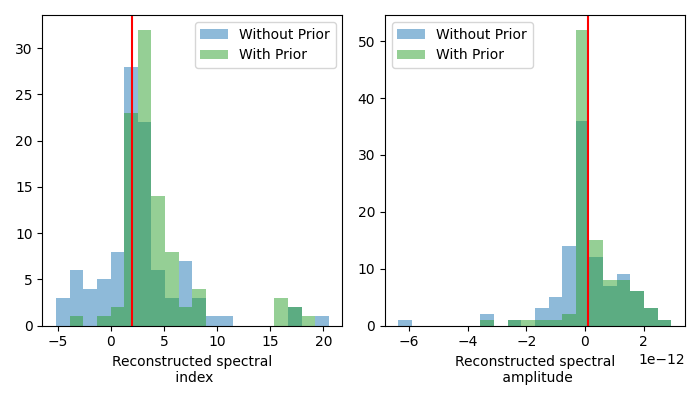 Without Prior
With Prior
30
25
20
15
10
5
0
−5
0
5
10
15
20
Reconstructed spectral
index
Without Prior
With Prior
50
40
30
20
10
0
−6
−4
−2
0
2
1e−12
Reconstructed spectral
amplitude